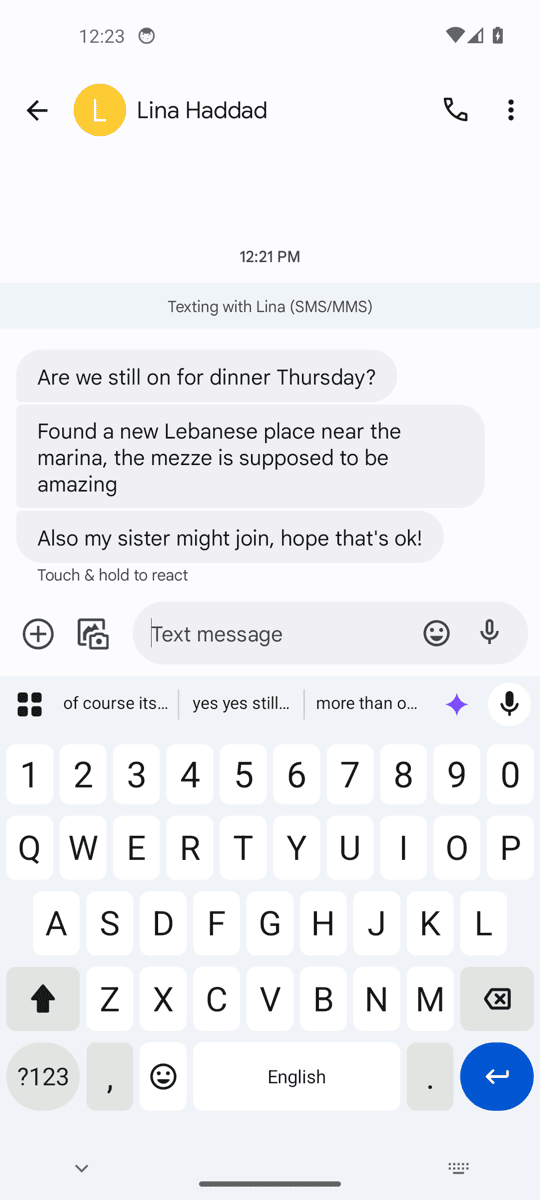 12:23
L Lina Haddad
12:21 PM
Texting with Lina (SMS/MMS)
Are we still on for dinner Thursday?
Found a new Lebanese place near the
marina, the mezze is supposed to be
amazing
Also my sister might join, hope that's ok!
Touch & hold to react
Text message
of course its... yes yes still... more than o...
1 2 3 4 5 6 7 8 9 0
Q W E R T Y U I O P
A S D F G H J K L
Z X C V B N M
?123 , English .